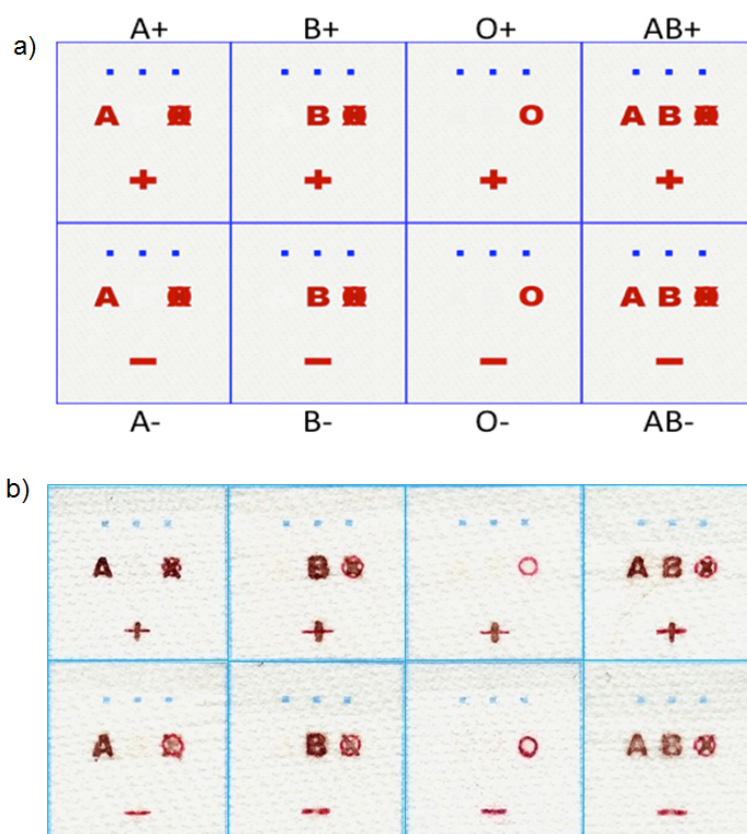 a)
A+ B+ O+ AB+
A B O A B
+ + + +
A B O A B
− − − −
A- B- O- AB-
b)
A B O A B
+ + + +
A B O A B
− − − −